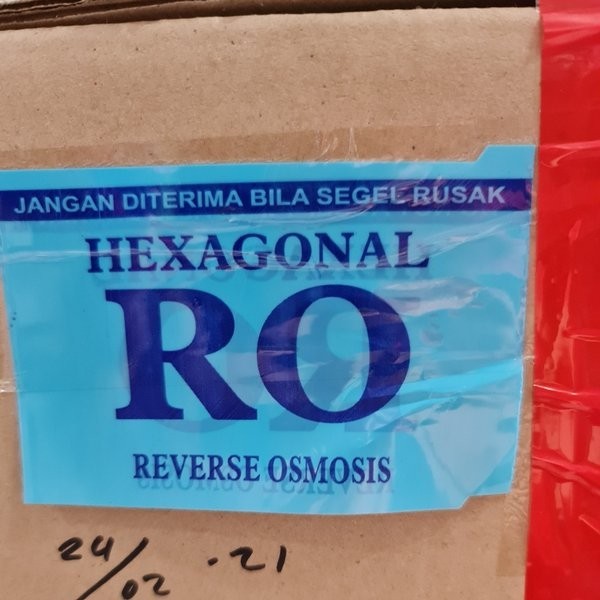 JANGAN DITERIMA BILA SEGEL RUSAK
HEXAGONAL
RO
REVERSE OSMOSIS
24/02 .21